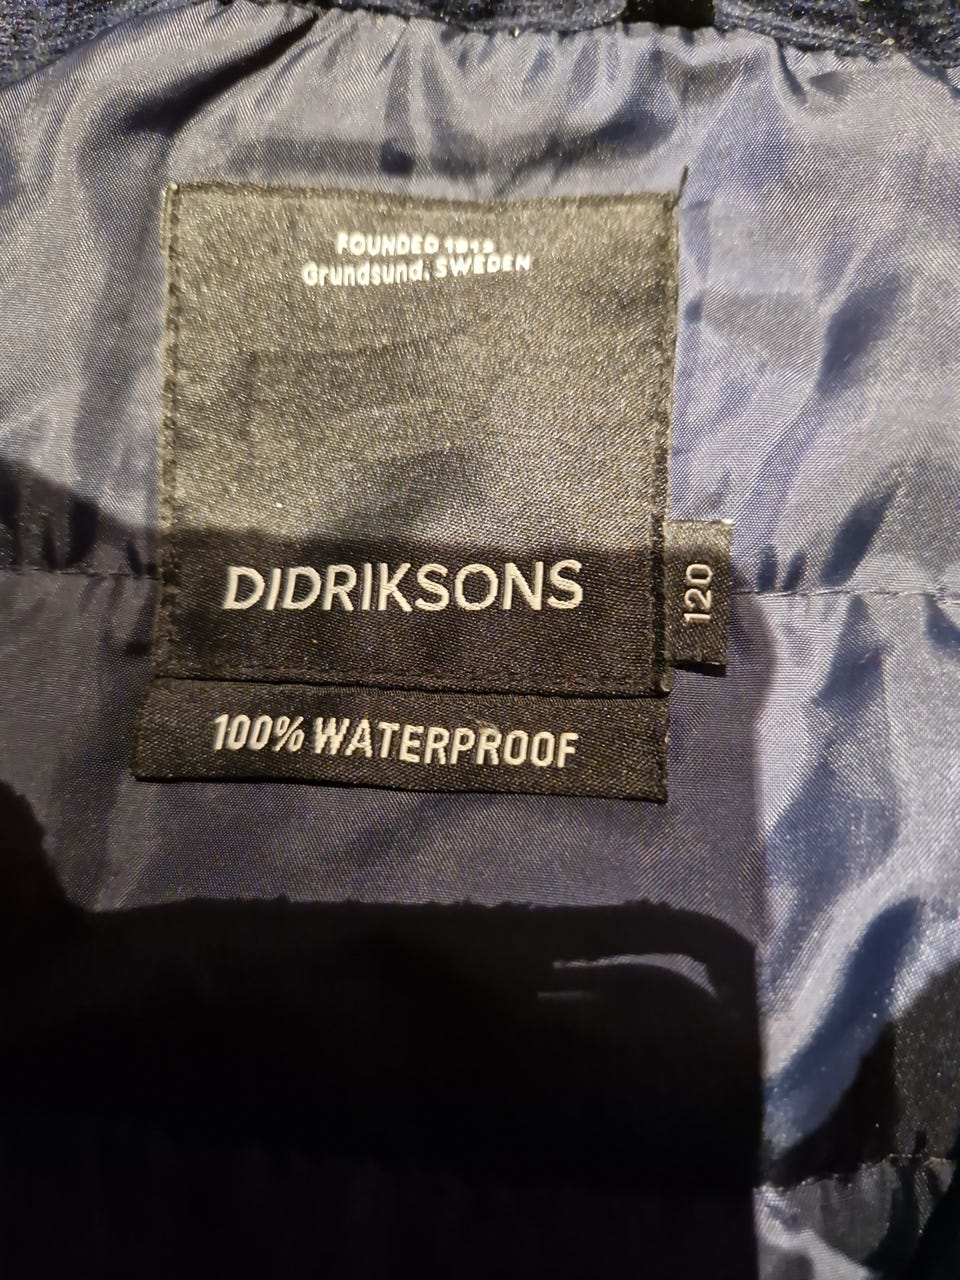 FOUNDED 1913
Grundsund, SWEDEN
DIDRIKSONS
120
100% WATERPROOF